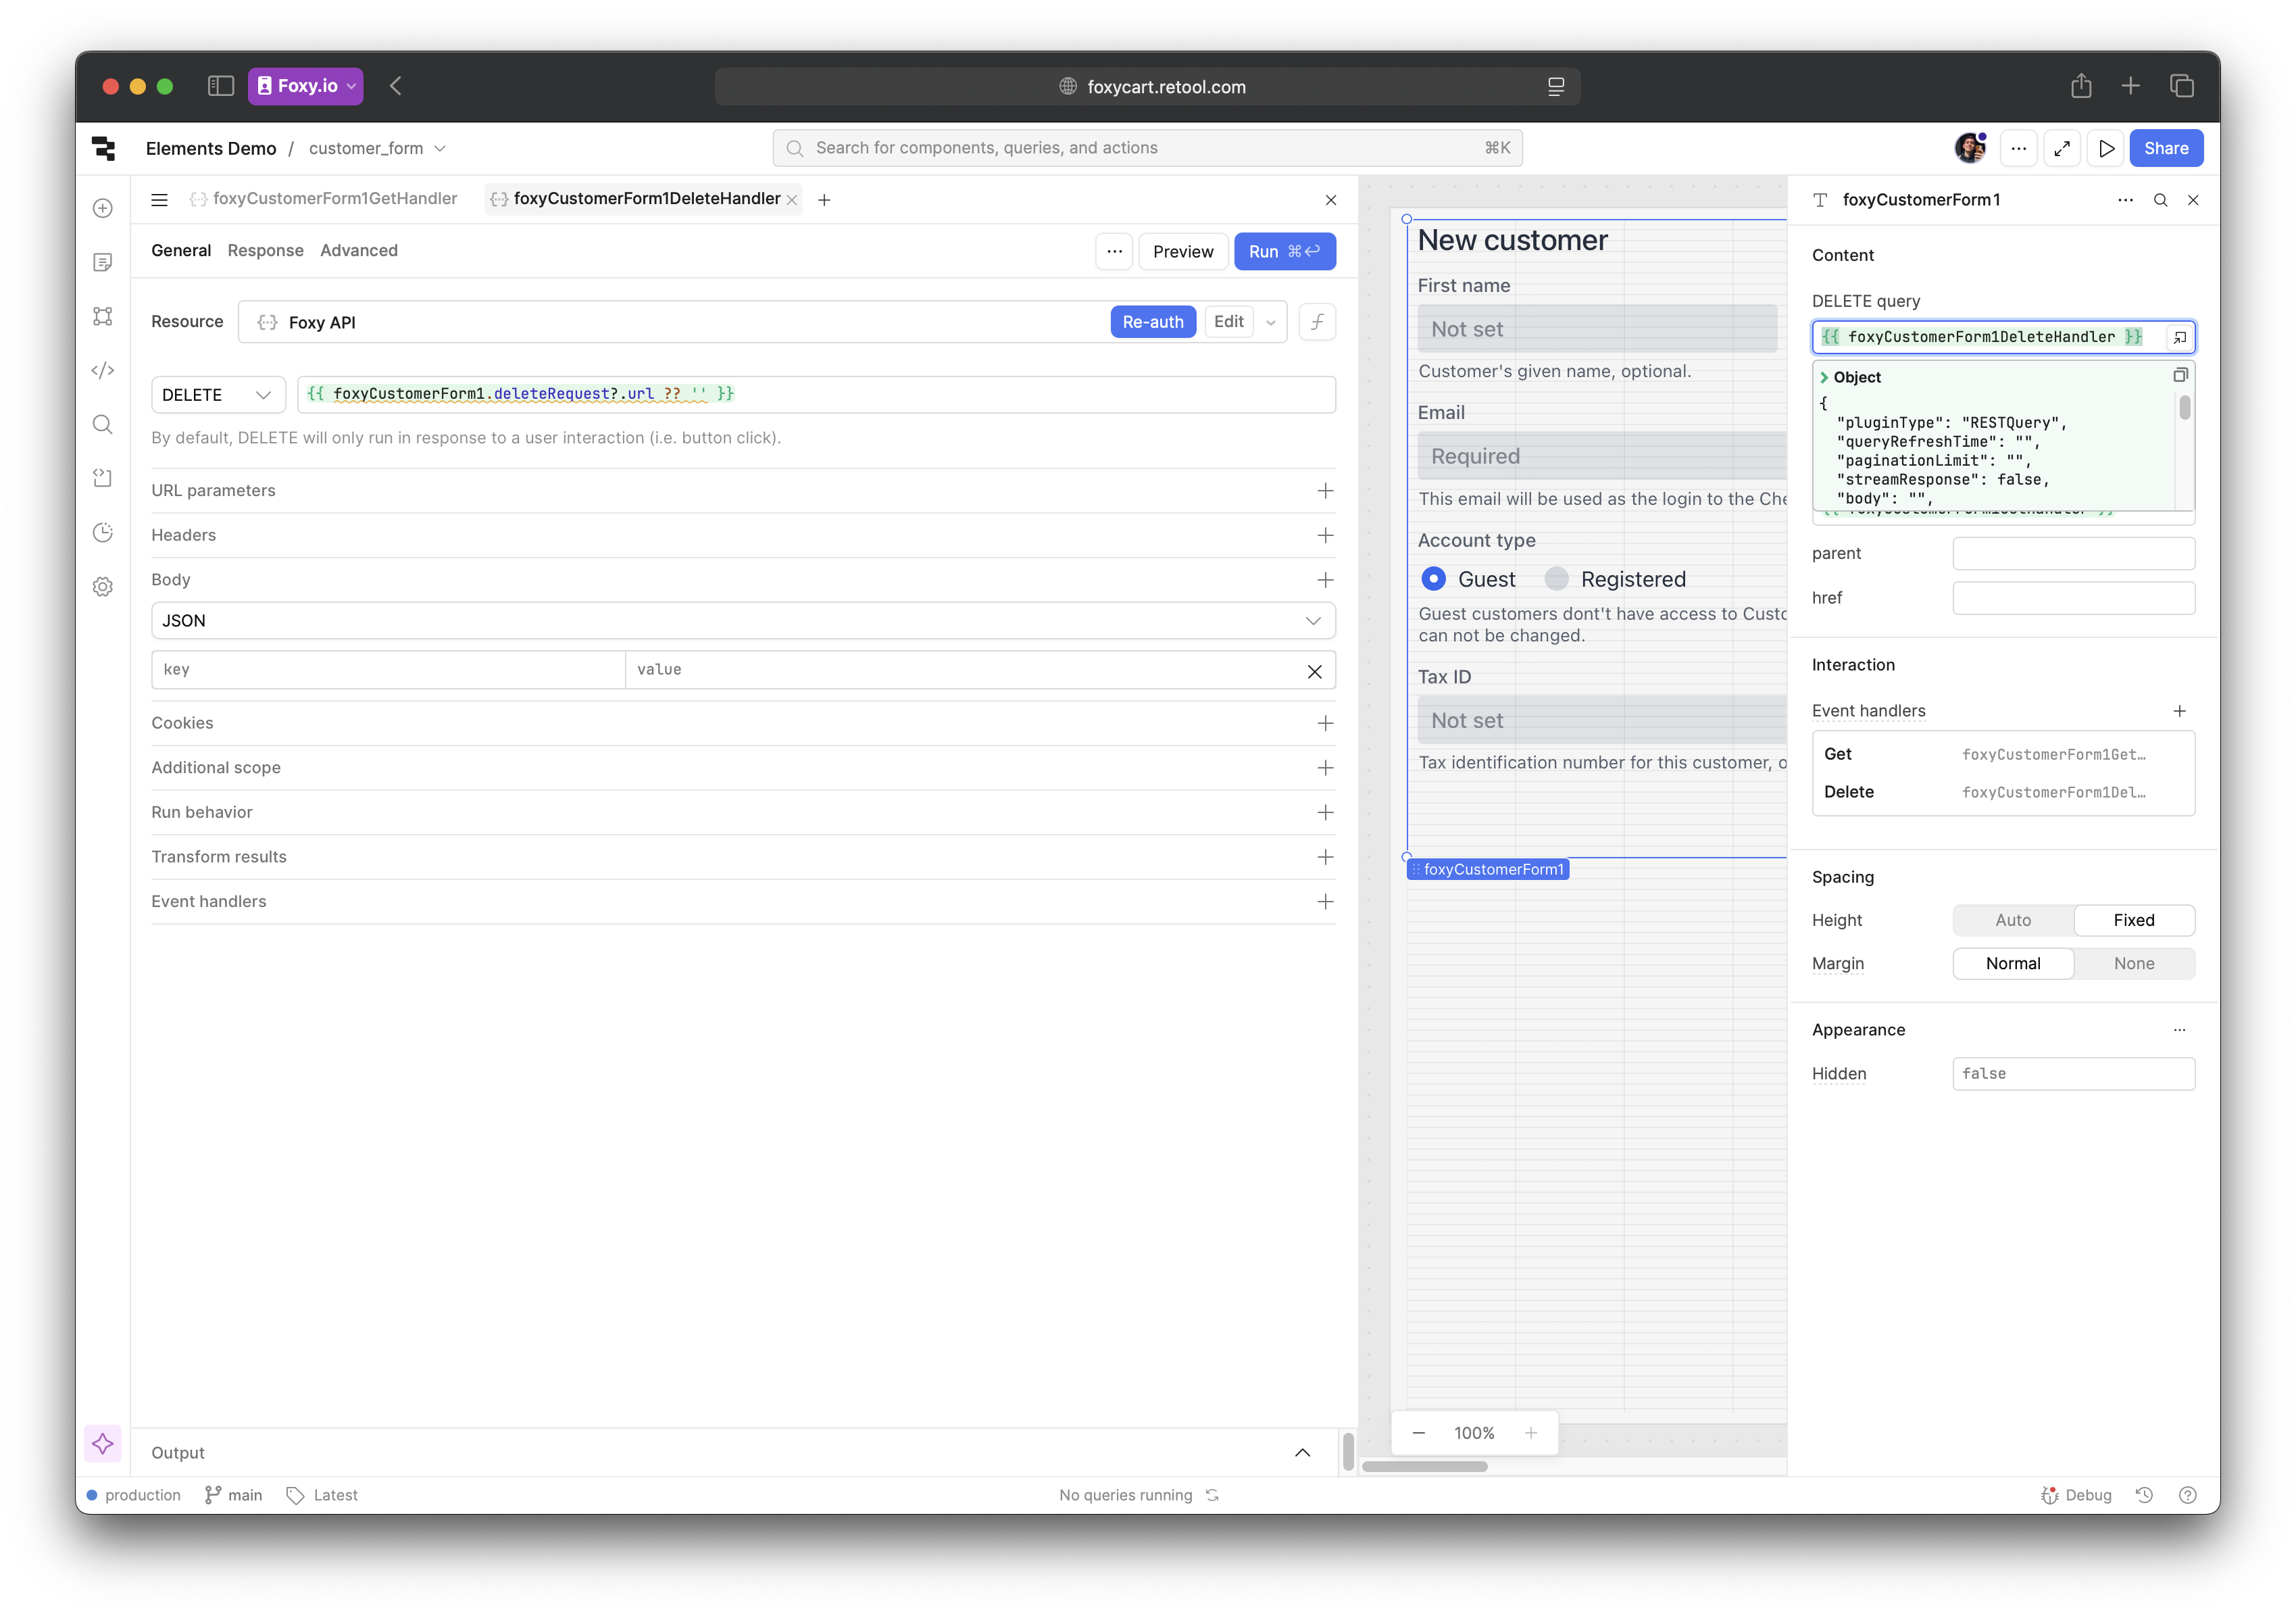 Foxy.io
foxycart.retool.com
Elements Demo / customer_form
Search for components, queries, and actions ⌘K
Share
foxyCustomerForm1GetHandler
foxyCustomerForm1DeleteHandler
General Response Advanced
Preview
Run ⌘↩
Resource
Foxy API
Re-auth
Edit
DELETE
{{ foxyCustomerForm1.deleteRequest?.url ?? '' }}
By default, DELETE will only run in response to a user interaction (i.e. button click).
URL parameters
Headers
Body
JSON
key
value
Cookies
Additional scope
Run behavior
Transform results
Event handlers
Output
New customer
First name
Not set
Customer's given name, optional.
Email
Required
This email will be used as the login to the Che
Account type
Guest
Registered
Guest customers dont't have access to Custo
can not be changed.
Tax ID
Not set
Tax identification number for this customer, o
foxyCustomerForm1
100%
foxyCustomerForm1
Content
DELETE query
{{ foxyCustomerForm1DeleteHandler }}
Object
{
"pluginType": "RESTQuery",
"queryRefreshTime": "",
"paginationLimit": "",
"streamResponse": false,
"body": "",
parent
href
Interaction
Event handlers
Get foxyCustomerForm1Get…
Delete foxyCustomerForm1Del…
Spacing
Height Auto Fixed
Margin Normal None
Appearance
Hidden false
production
main
Latest
No queries running
Debug